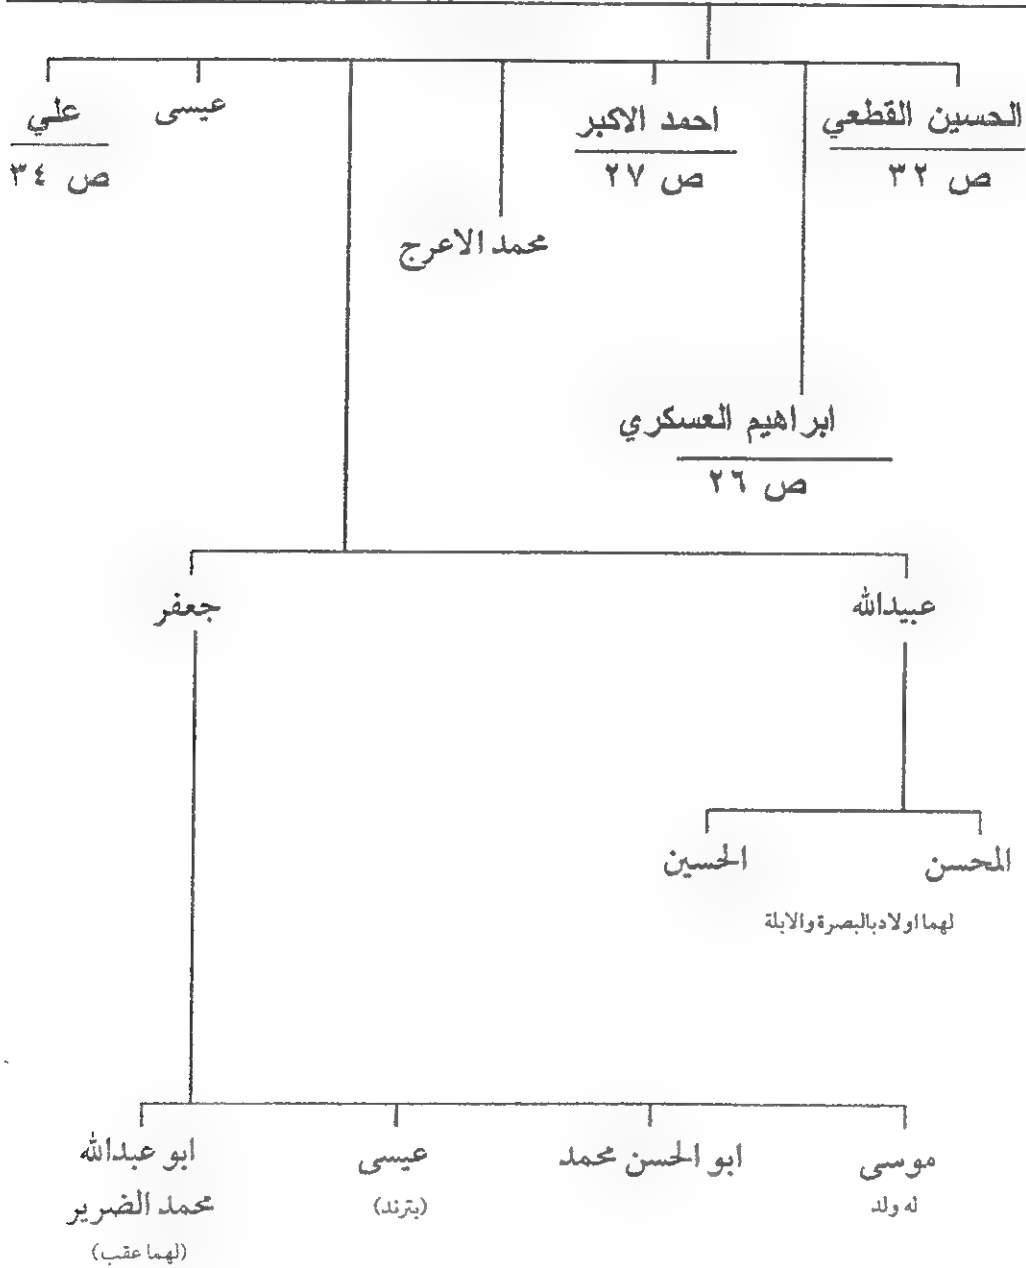 الحسين القطعي
ص ٣٢
احمد الاكبر
ص ٢٧
عيسى
علي
ص ٣٤
محمد الاعرج
ابراهيم العسكري
ص ٢٦
عبيدالله
جعفر
المحسن
الحسين
لهما اولاد بالبصرة والابلة
موسى
له ولد
ابو الحسن محمد
عيسى
(بترند)
ابو عبدالله
محمد الضرير
(لهما عقب)